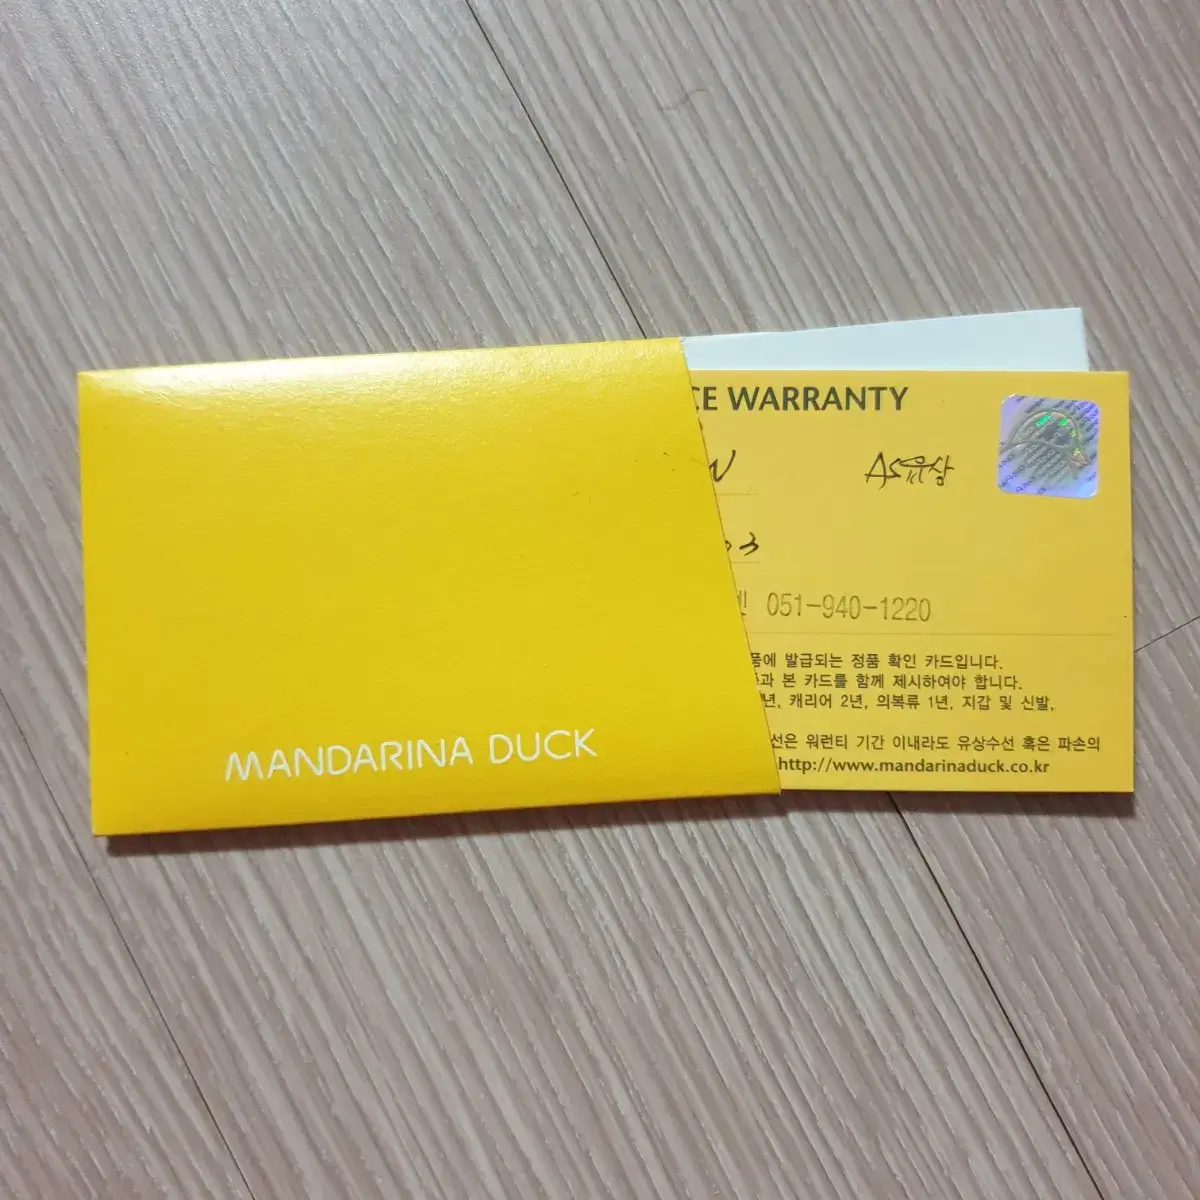 MANDARINA DUCK
CE WARRANTY
AS유상
03
051-940-1220
품에 발급되는 정품 확인 카드입니다.
과 본 카드를 함께 제시하여야 합니다.
년, 캐리어 2년, 의복류 1년, 지갑 및 신발,
선은 워런티 기간 이내라도 유상수선 혹은 파손의
http://www.mandarinaduck.co.kr